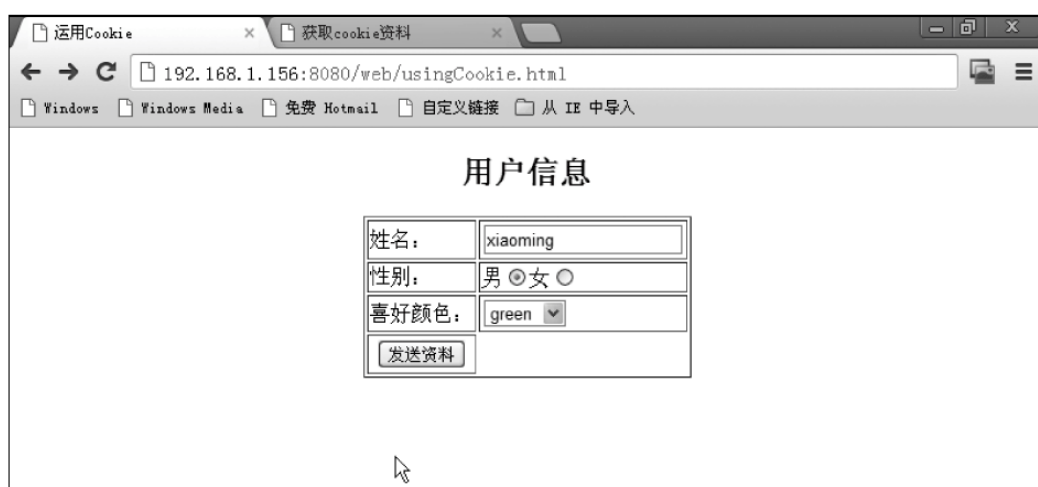 运用Cookie 获取cookie资料
192.168.1.156:8080/web/usingCookie.html
Windows Windows Media 免费 Hotmail 自定义链接 从 IE 中导入
用户信息
姓名： xiaoming
性别： 男 女
喜好颜色： green
发送资料